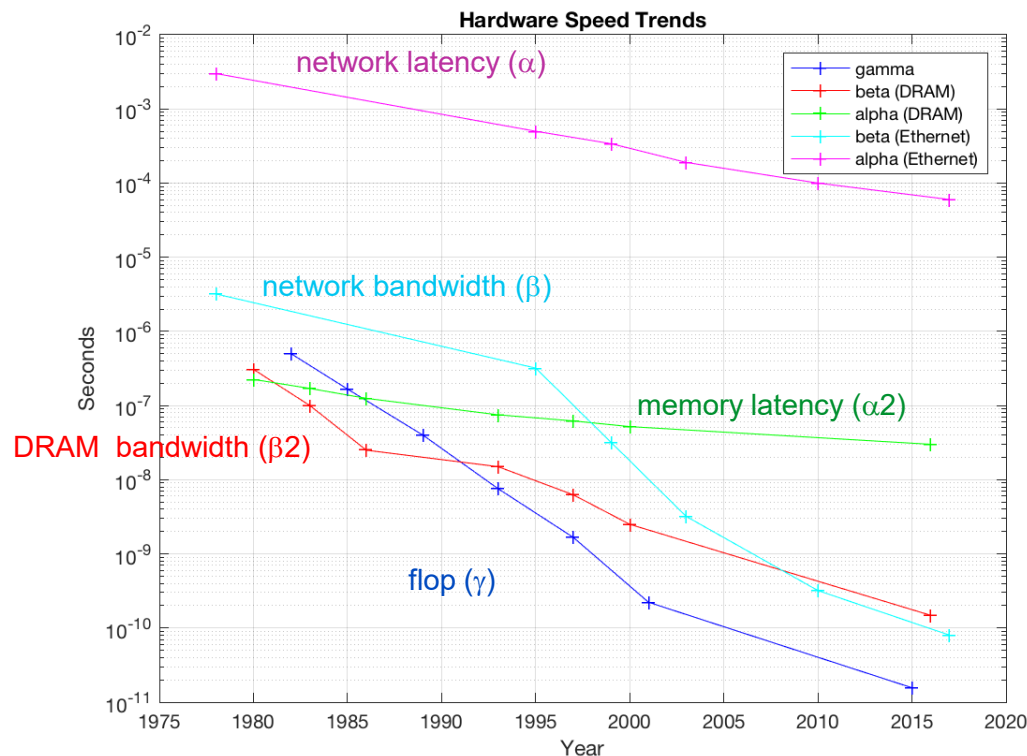 Hardware Speed Trends
10^-2
network latency (α)
gamma
beta (DRAM)
alpha (DRAM)
beta (Ethernet)
alpha (Ethernet)
10^-3
10^-4
10^-5
network bandwidth (β)
10^-6
Seconds
10^-7
memory latency (α2)
DRAM bandwidth (β2)
10^-8
10^-9
flop (γ)
10^-10
10^-11
1975 1980 1985 1990 1995 2000 2005 2010 2015 2020
Year